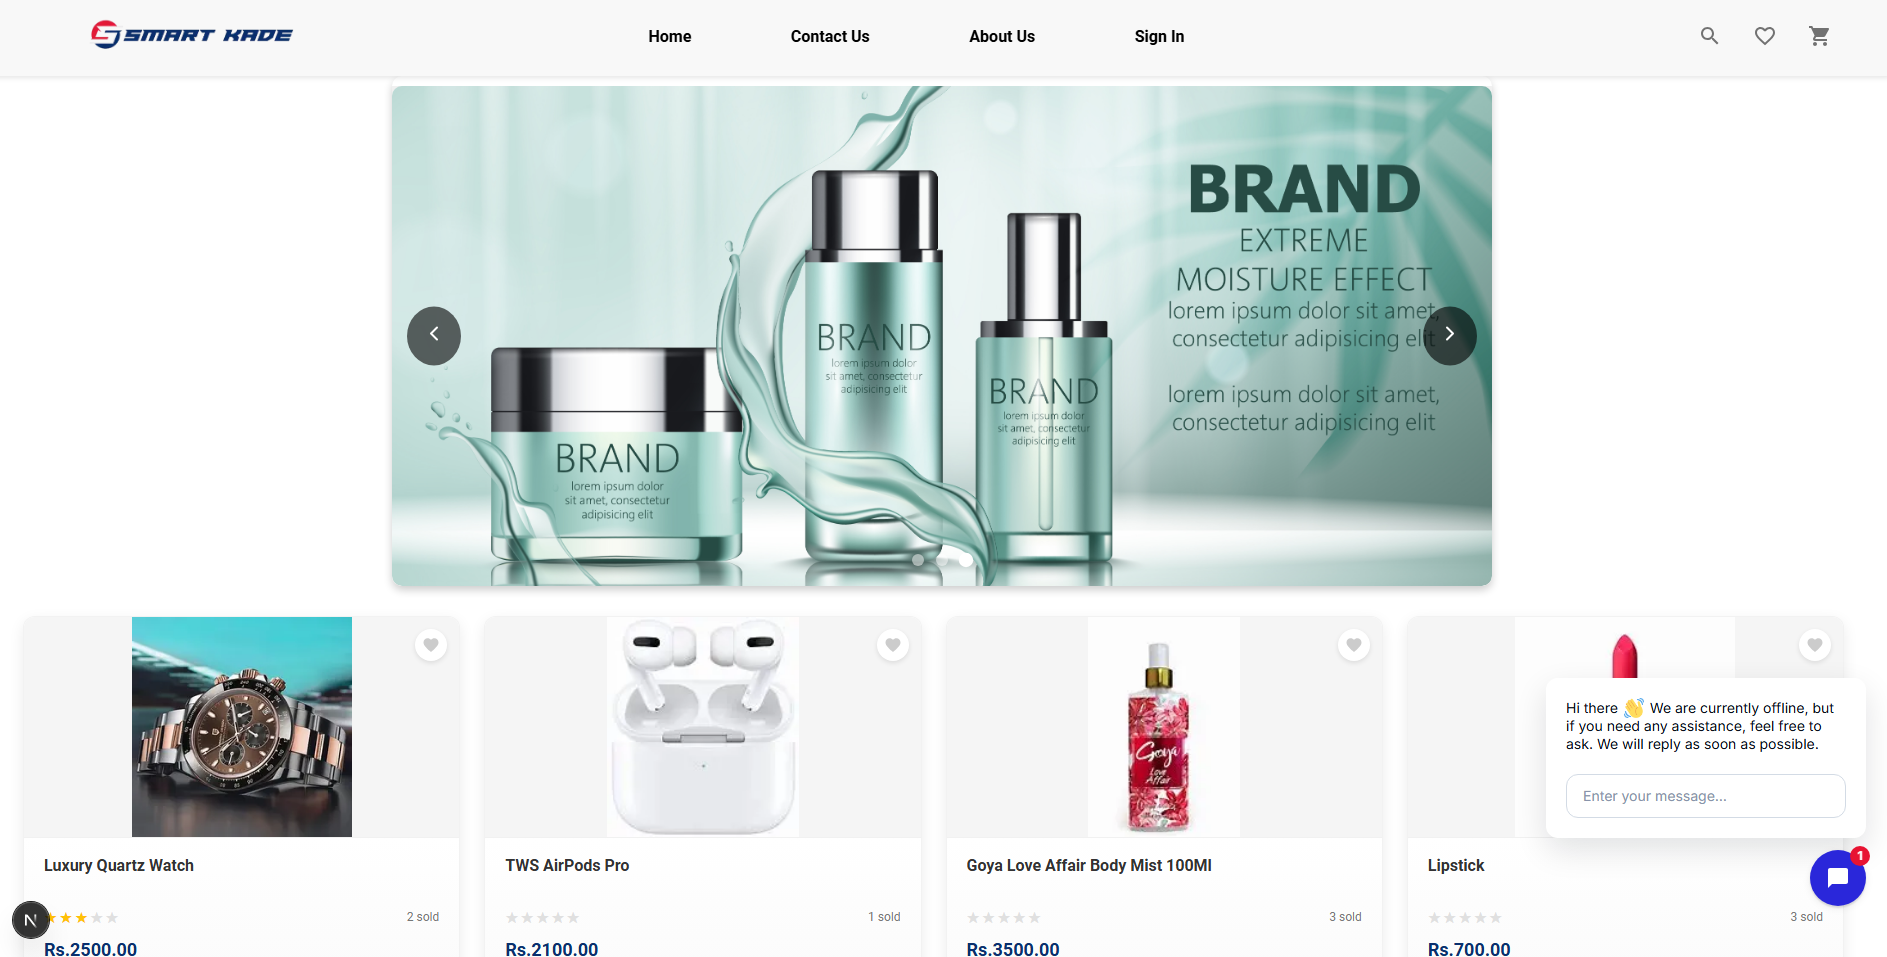 SMART KADE
Home
Contact Us
About Us
Sign In
BRAND
EXTREME
MOISTURE EFFECT
lorem ipsum dolor sit amet,
consectetur adipisicing elit
lorem ipsum dolor sit amet,
consectetur adipisicing elit
BRAND
lorem ipsum dolor
sit amet, consectetur
adipisicing elit
BRAND
lorem ipsum dolor
sit amet, consectetur
adipisicing elit
BRAND
lorem ipsum dolor
sit amet, consectetur
adipisicing elit
Goya
Love
Affair
Luxury Quartz Watch
2 sold
Rs.2500.00
TWS AirPods Pro
1 sold
Rs.2100.00
Goya Love Affair Body Mist 100Ml
3 sold
Rs.3500.00
Lipstick
3 sold
Rs.700.00
Hi there 👋 We are currently offline, but
if you need any assistance, feel free to
ask. We will reply as soon as possible.
Enter your message...
1
N